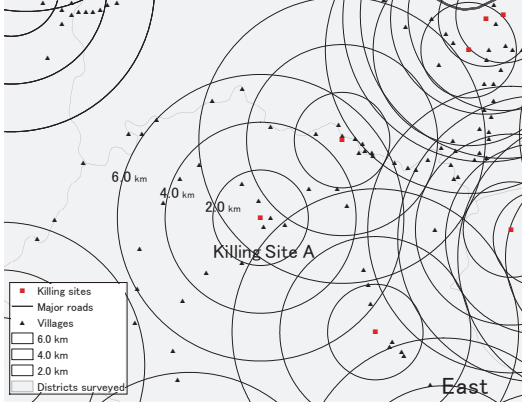 6.0 km
4.0 km
2.0 km
Killing Site A
Killing sites
Major roads
Villages
6.0 km
4.0 km
2.0 km
Districts surveyed
East